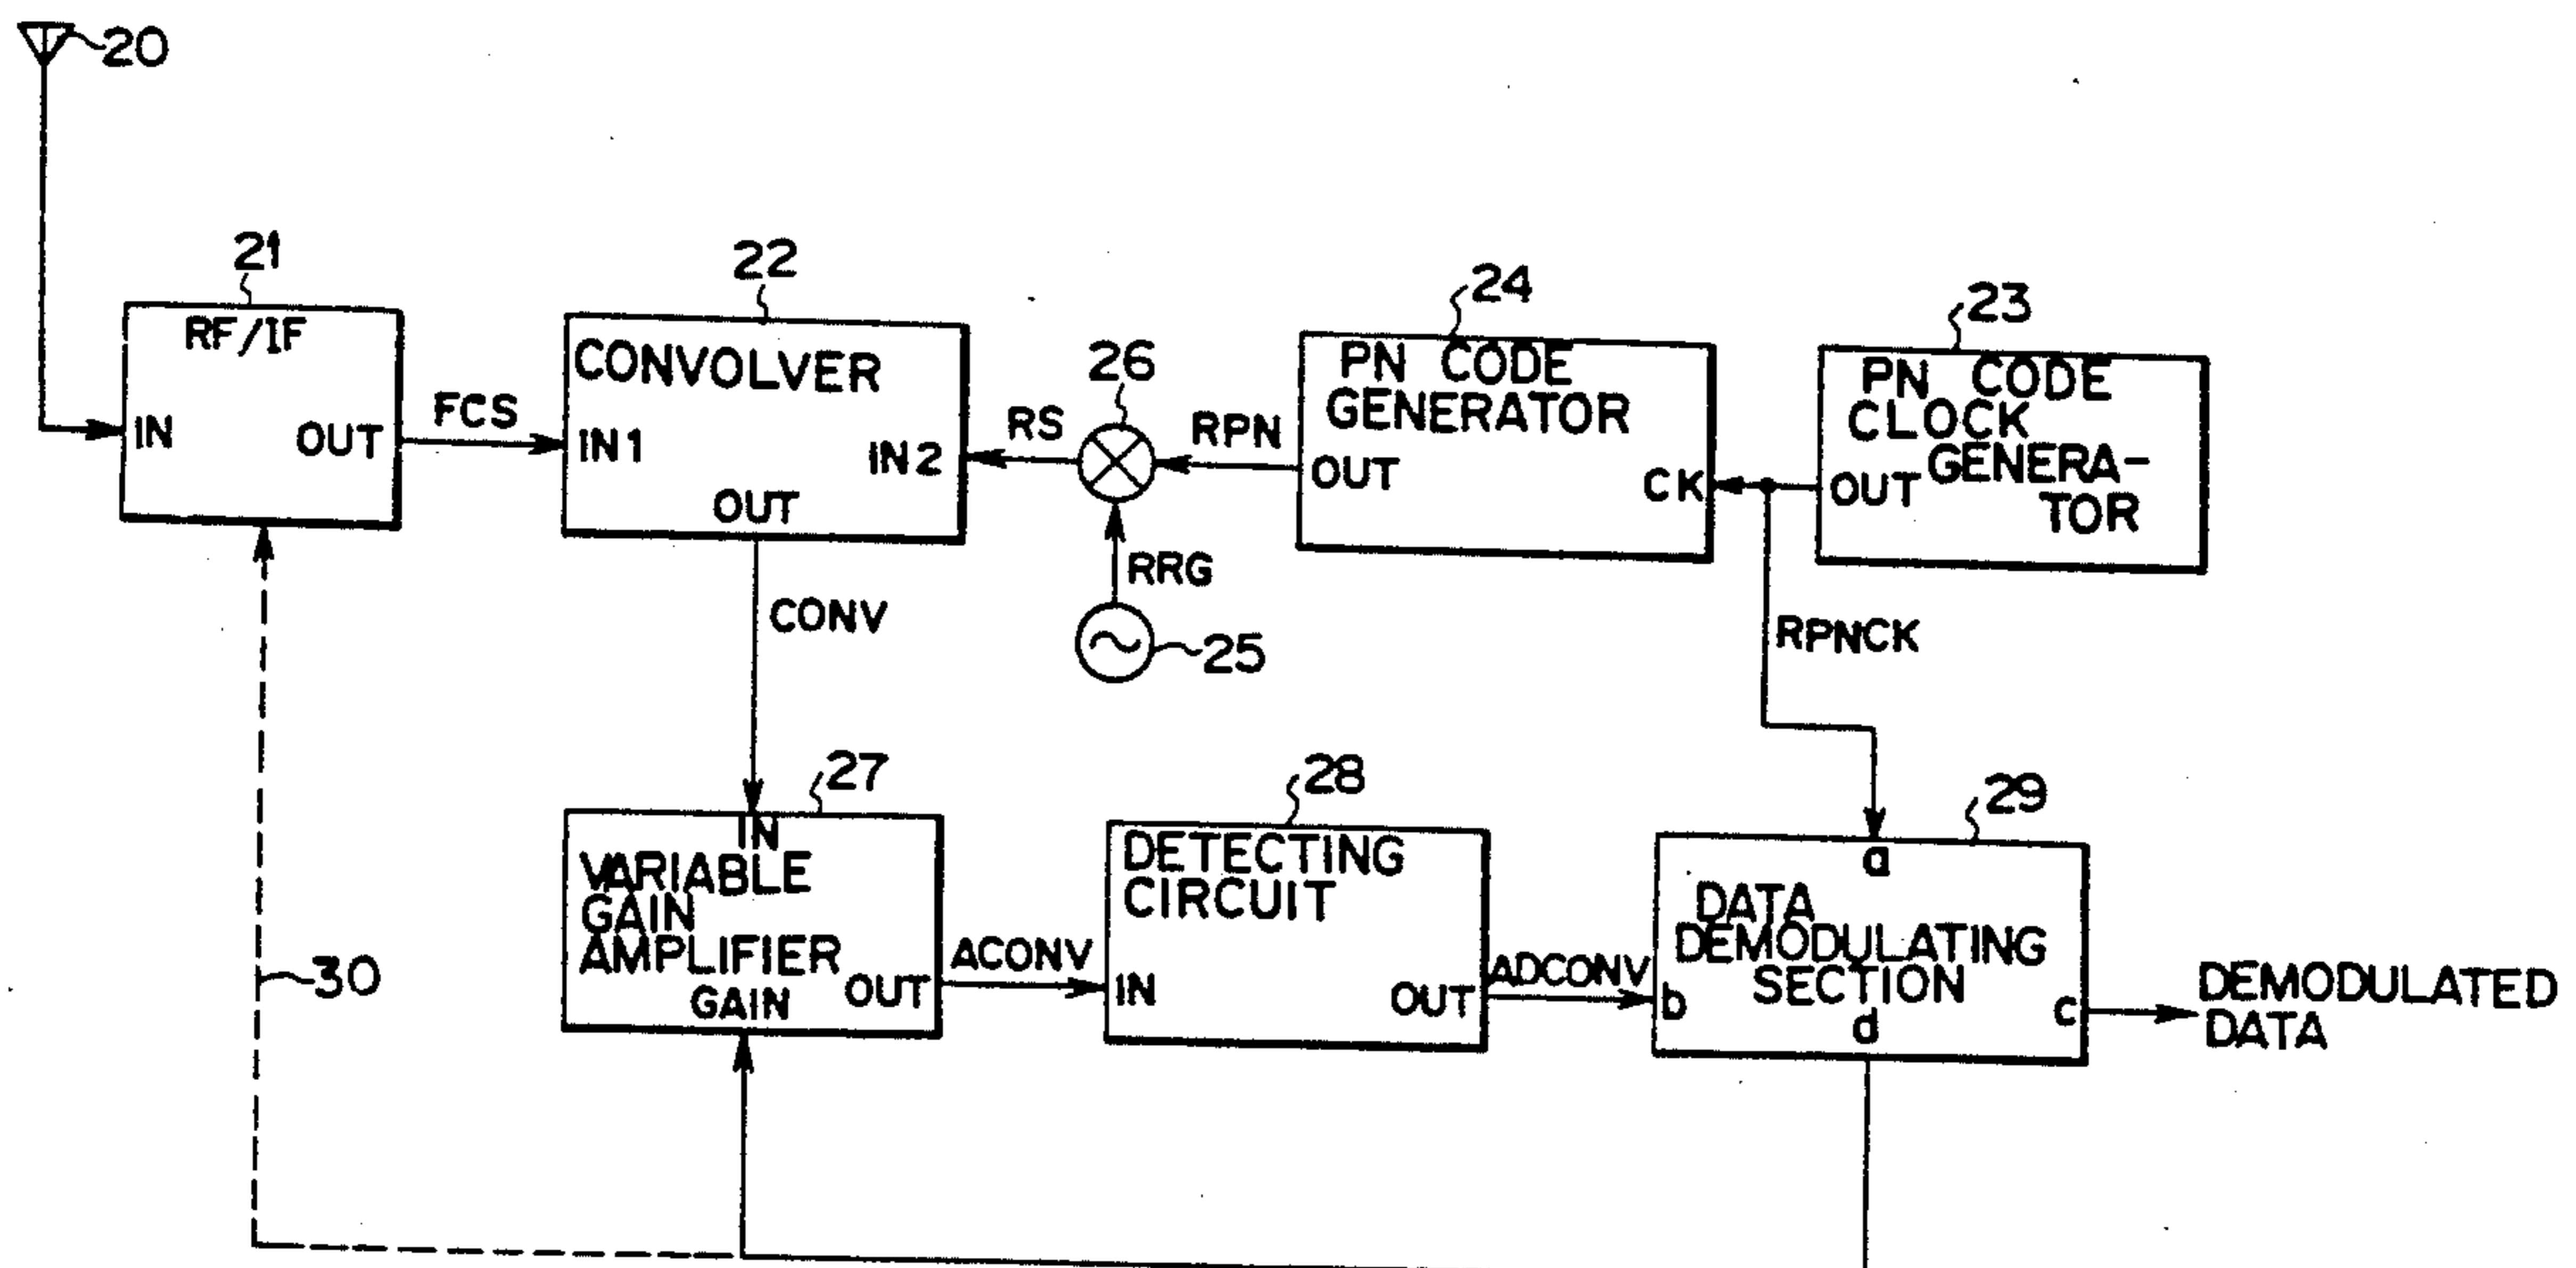 20
21
RF/IF
IN
OUT
FCS
22
CONVOLVER
IN1
IN2
OUT
RS
26
RPN
RRG
25
24
PN CODE
GENERATOR
OUT
CK
23
PN CODE
CLOCK
GENERA-
TOR
OUT
CONV
RPNCK
27
IN
VARIABLE
GAIN
AMPLIFIER
OUT
GAIN
ACONV
28
DETECTING
CIRCUIT
IN
OUT
ADCONV
29
a
DATA
DEMODULATING
SECTION
b
c
d
DEMODULATED
DATA
30